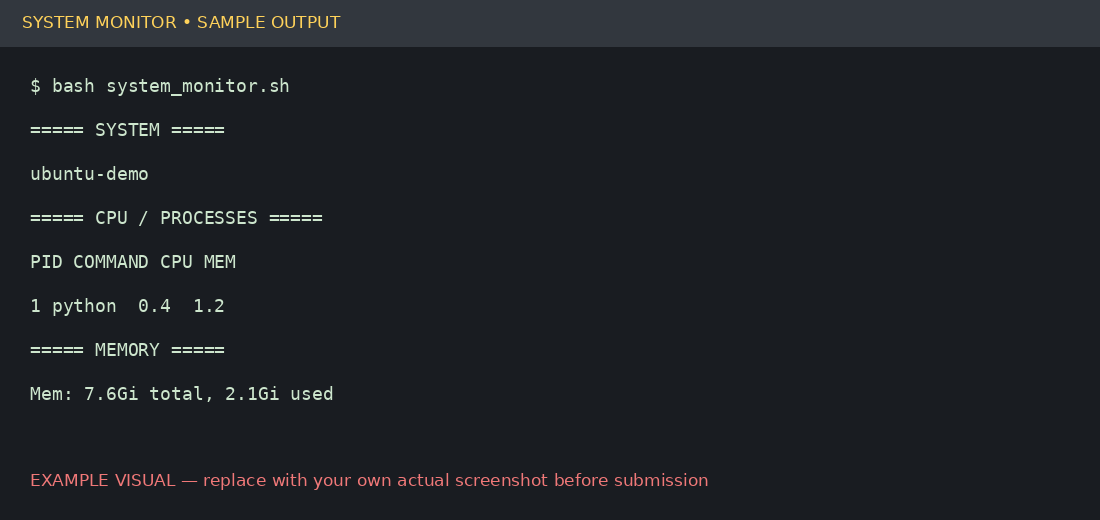 SYSTEM MONITOR • SAMPLE OUTPUT
$ bash system_monitor.sh
===== SYSTEM =====
ubuntu-demo
===== CPU / PROCESSES =====
PID COMMAND CPU MEM
1 python  0.4  1.2
===== MEMORY =====
Mem: 7.6Gi total, 2.1Gi used
EXAMPLE VISUAL — replace with your own actual screenshot before submission